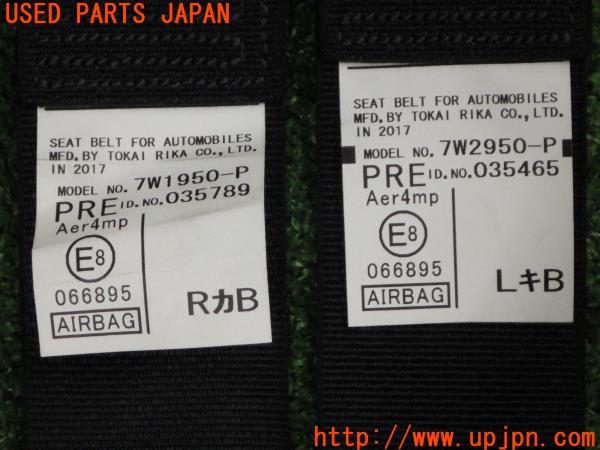 USED PARTS JAPAN
SEAT BELT FOR AUTOMOBILES
MFD. BY TOKAI RIKA CO., LTD.
IN 2017
MODEL NO. 7W1950-P
PRE ID. NO. 035789
Aer4mp
E8
066895
AIRBAG
RカB
SEAT BELT FOR AUTOMOBILES
MFD. BY TOKAI RIKA CO., LTD.
IN 2017
MODEL NO. 7W2950-P
PRE ID. NO. 035465
Aer4mp
E8
066895
AIRBAG
LキB
http://www.upjpn.com/